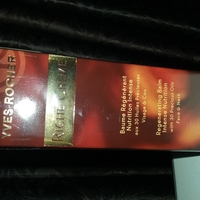 YVES ROCHER
RICHE CRÈME
Baume Régénérant
Nutrition Intense
aux 30 Huiles Précieuses
Visage & Cou
Regenerating Balm
Intense Nutrition
with 30 Precious Oils
Face & Neck